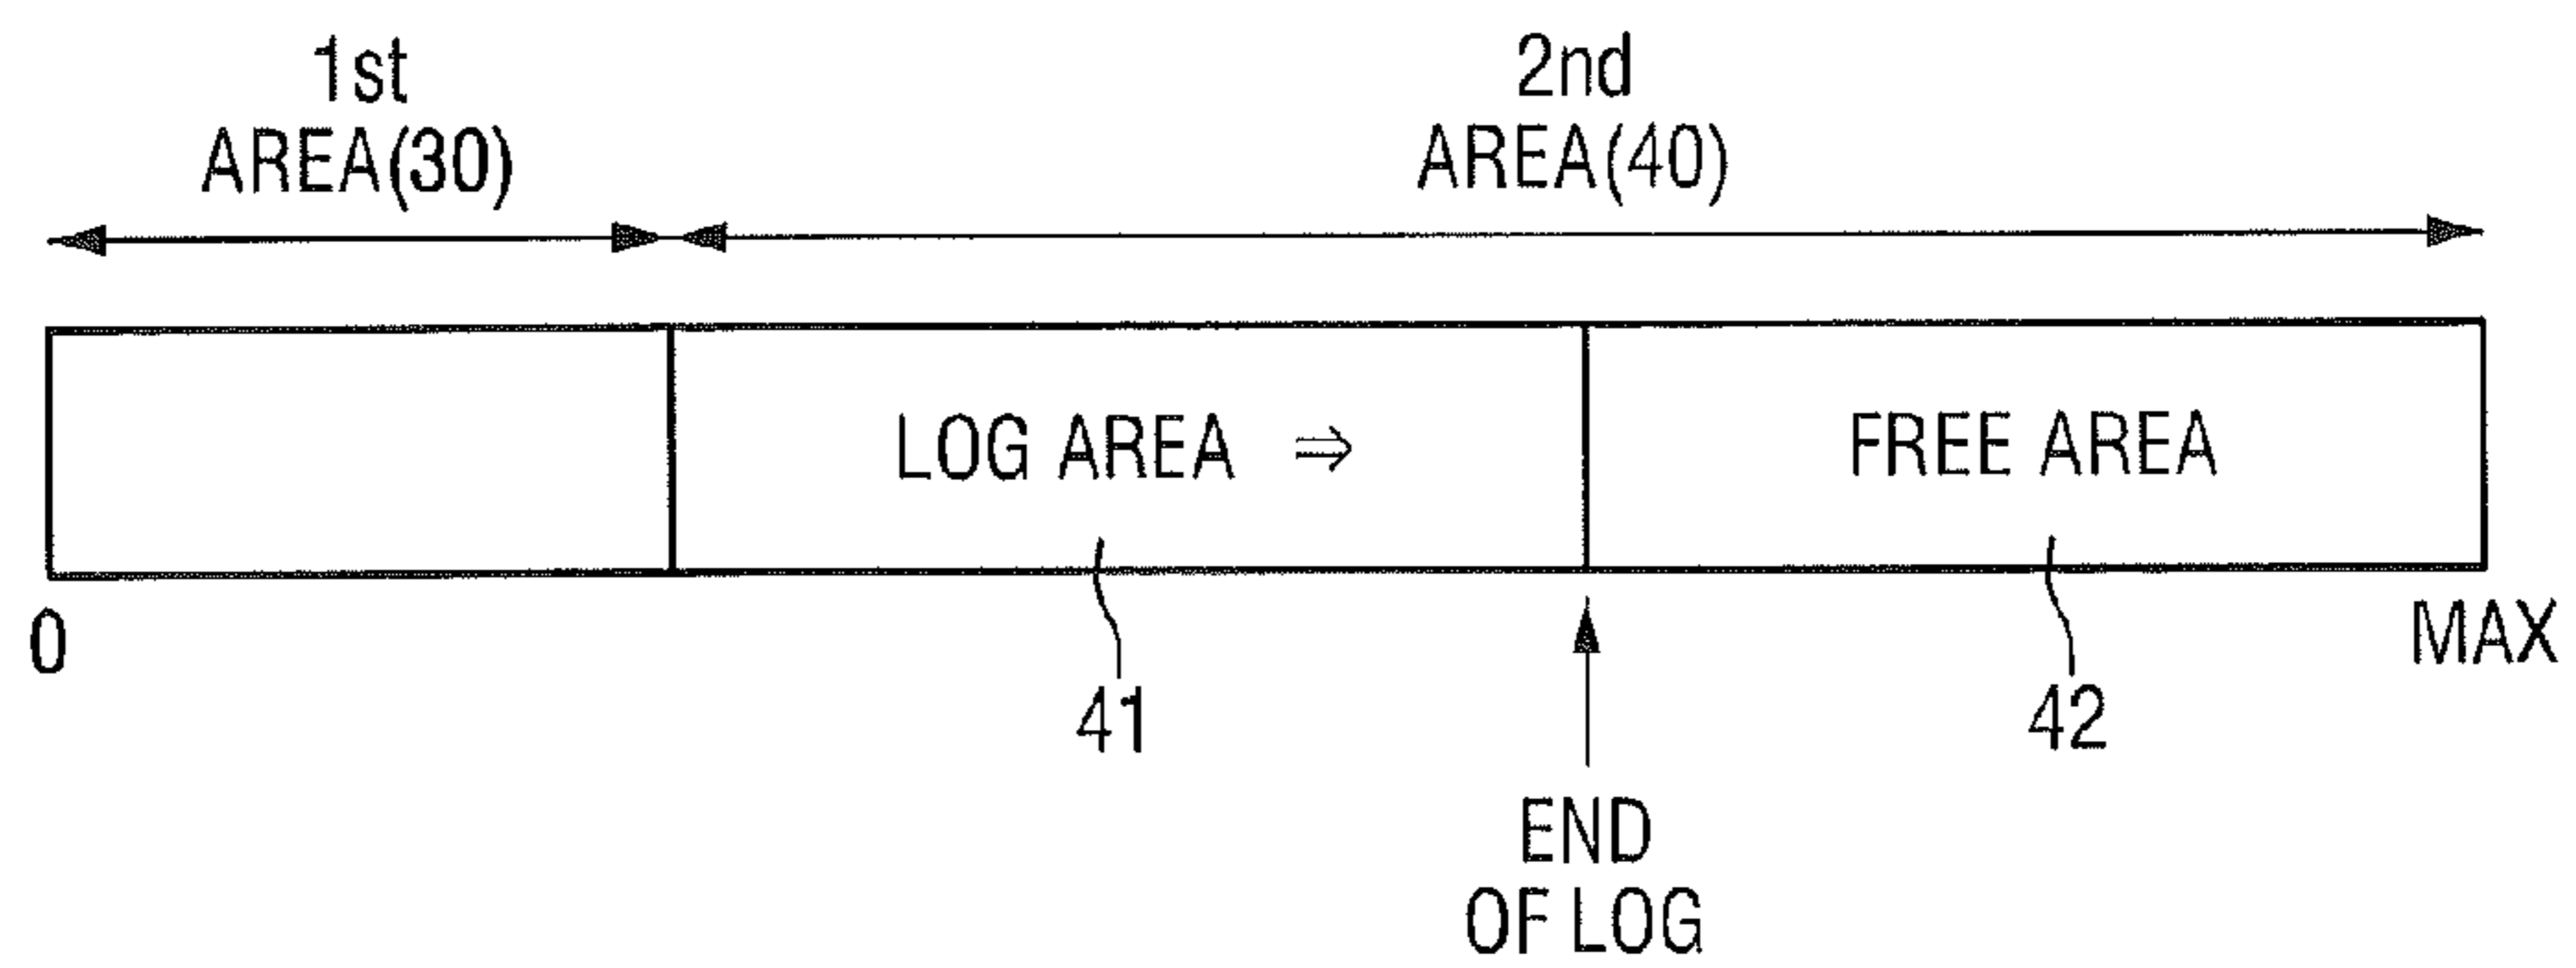 1st
AREA(30)
2nd
AREA(40)
LOG AREA ⇒
FREE AREA
0
MAX
41
42
END
OF LOG